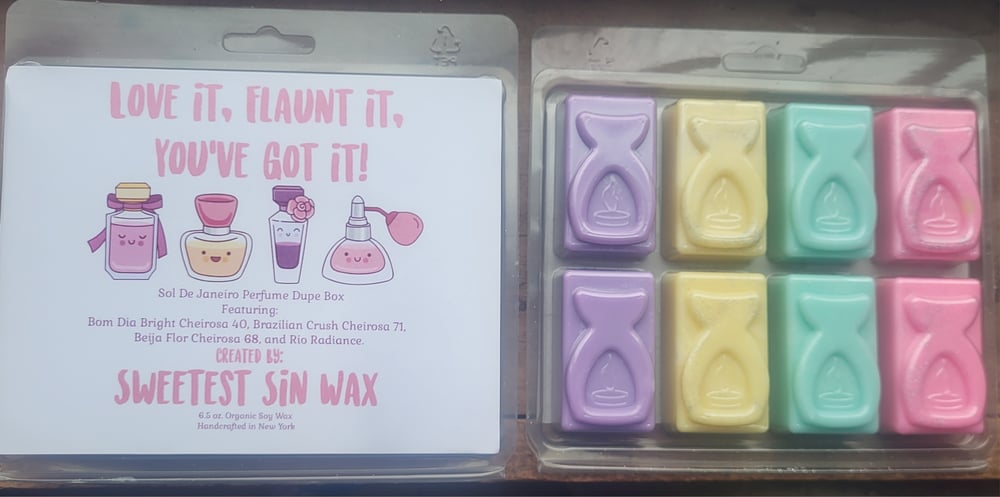 LOVE iT, FLAUNT iT,
YOU'VE GOT iT!
Sol De Janeiro Perfume Dupe Box
Featuring:
Bom Dia Bright Cheirosa 40, Brazilian Crush Cheirosa 71,
Beija Flor Cheirosa 68, and Rio Radiance.
CREATED BY:
SWEETEST SiN WAX
6.5 oz. Organic Soy Wax
Handcrafted in New York